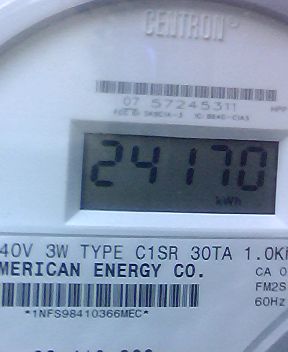 CENTRON
07 57245311
24170
kWh
40V 3W TYPE C1SR 30TA 1.0K
MERICAN ENERGY CO.
CA 0
FM2S
60Hz
*1NFS98410366MEC*